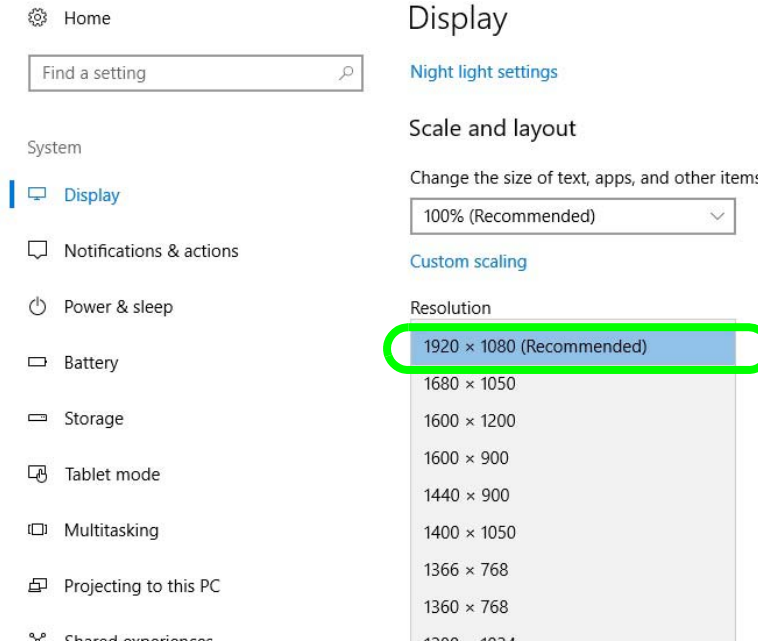 Home
Find a setting
System
Display
Notifications & actions
Power & sleep
Battery
Storage
Tablet mode
Multitasking
Projecting to this PC
Shared experiences
Display
Night light settings
Scale and layout
Change the size of text, apps, and other items
100% (Recommended)
Custom scaling
Resolution
1920 × 1080 (Recommended)
1680 × 1050
1600 × 1200
1600 × 900
1440 × 900
1400 × 1050
1366 × 768
1360 × 768